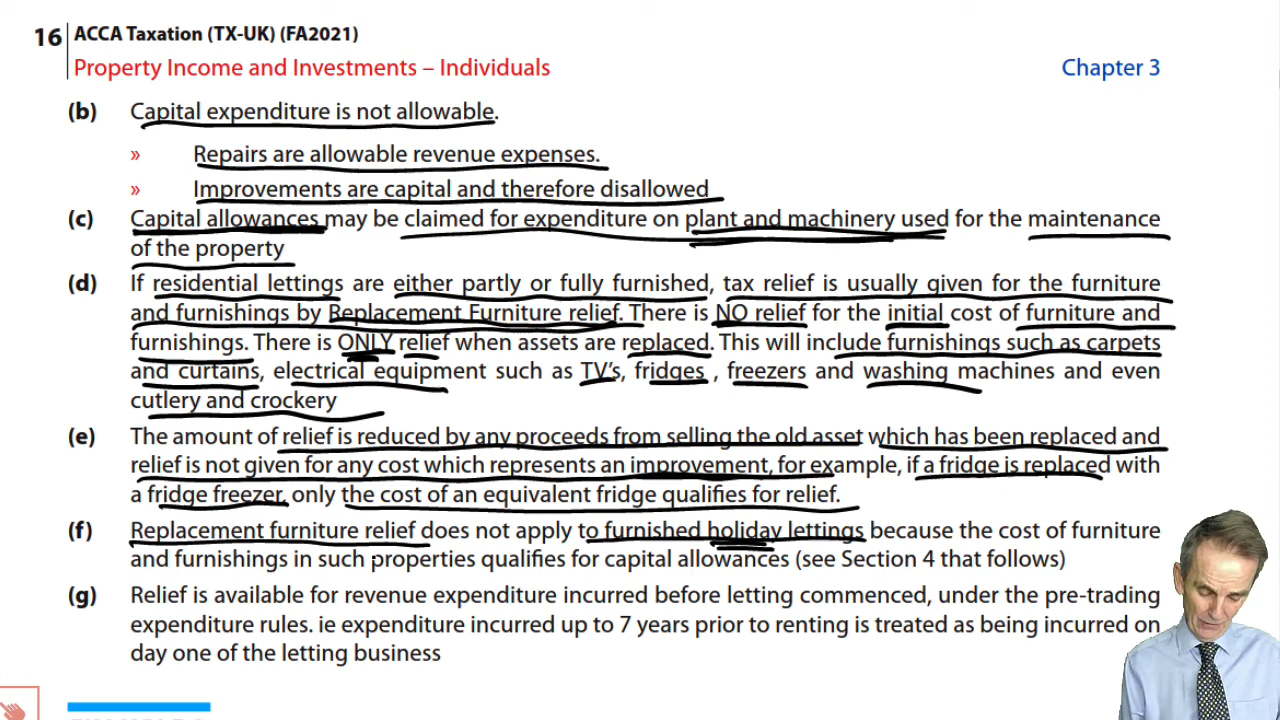 16 ACCA Taxation (TX-UK) (FA2021)
Property Income and Investments – Individuals Chapter 3
(b) Capital expenditure is not allowable.
» Repairs are allowable revenue expenses.
» Improvements are capital and therefore disallowed
(c) Capital allowances may be claimed for expenditure on plant and machinery used for the maintenance
of the property
(d) If residential lettings are either partly or fully furnished, tax relief is usually given for the furniture
and furnishings by Replacement Furniture relief. There is NO relief for the initial cost of furniture and
furnishings. There is ONLY relief when assets are replaced. This will include furnishings such as carpets
and curtains, electrical equipment such as TV's, fridges , freezers and washing machines and even
cutlery and crockery
(e) The amount of relief is reduced by any proceeds from selling the old asset which has been replaced and
relief is not given for any cost which represents an improvement, for example, if a fridge is replaced with
a fridge freezer, only the cost of an equivalent fridge qualifies for relief.
(f) Replacement furniture relief does not apply to furnished holiday lettings because the cost of furniture
and furnishings in such properties qualifies for capital allowances (see Section 4 that follows)
(g) Relief is available for revenue expenditure incurred before letting commenced, under the pre-trading
expenditure rules. ie expenditure incurred up to 7 years prior to renting is treated as being incurred on
day one of the letting business